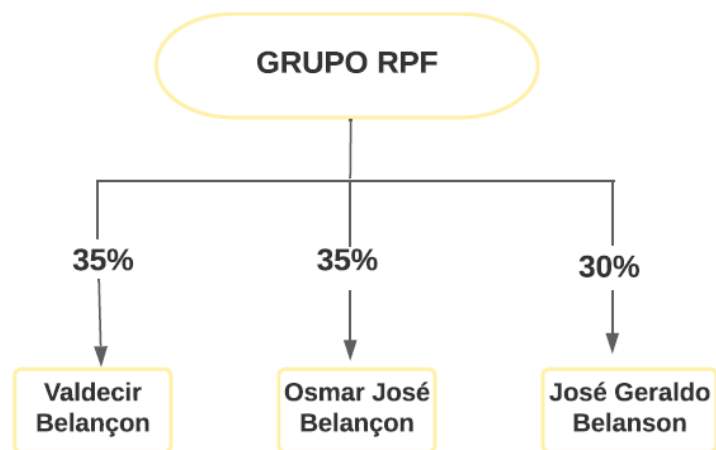 GRUPO RPF
35%
35%
30%
Valdecir
Belançon
Osmar José
Belançon
José Geraldo
Belanson